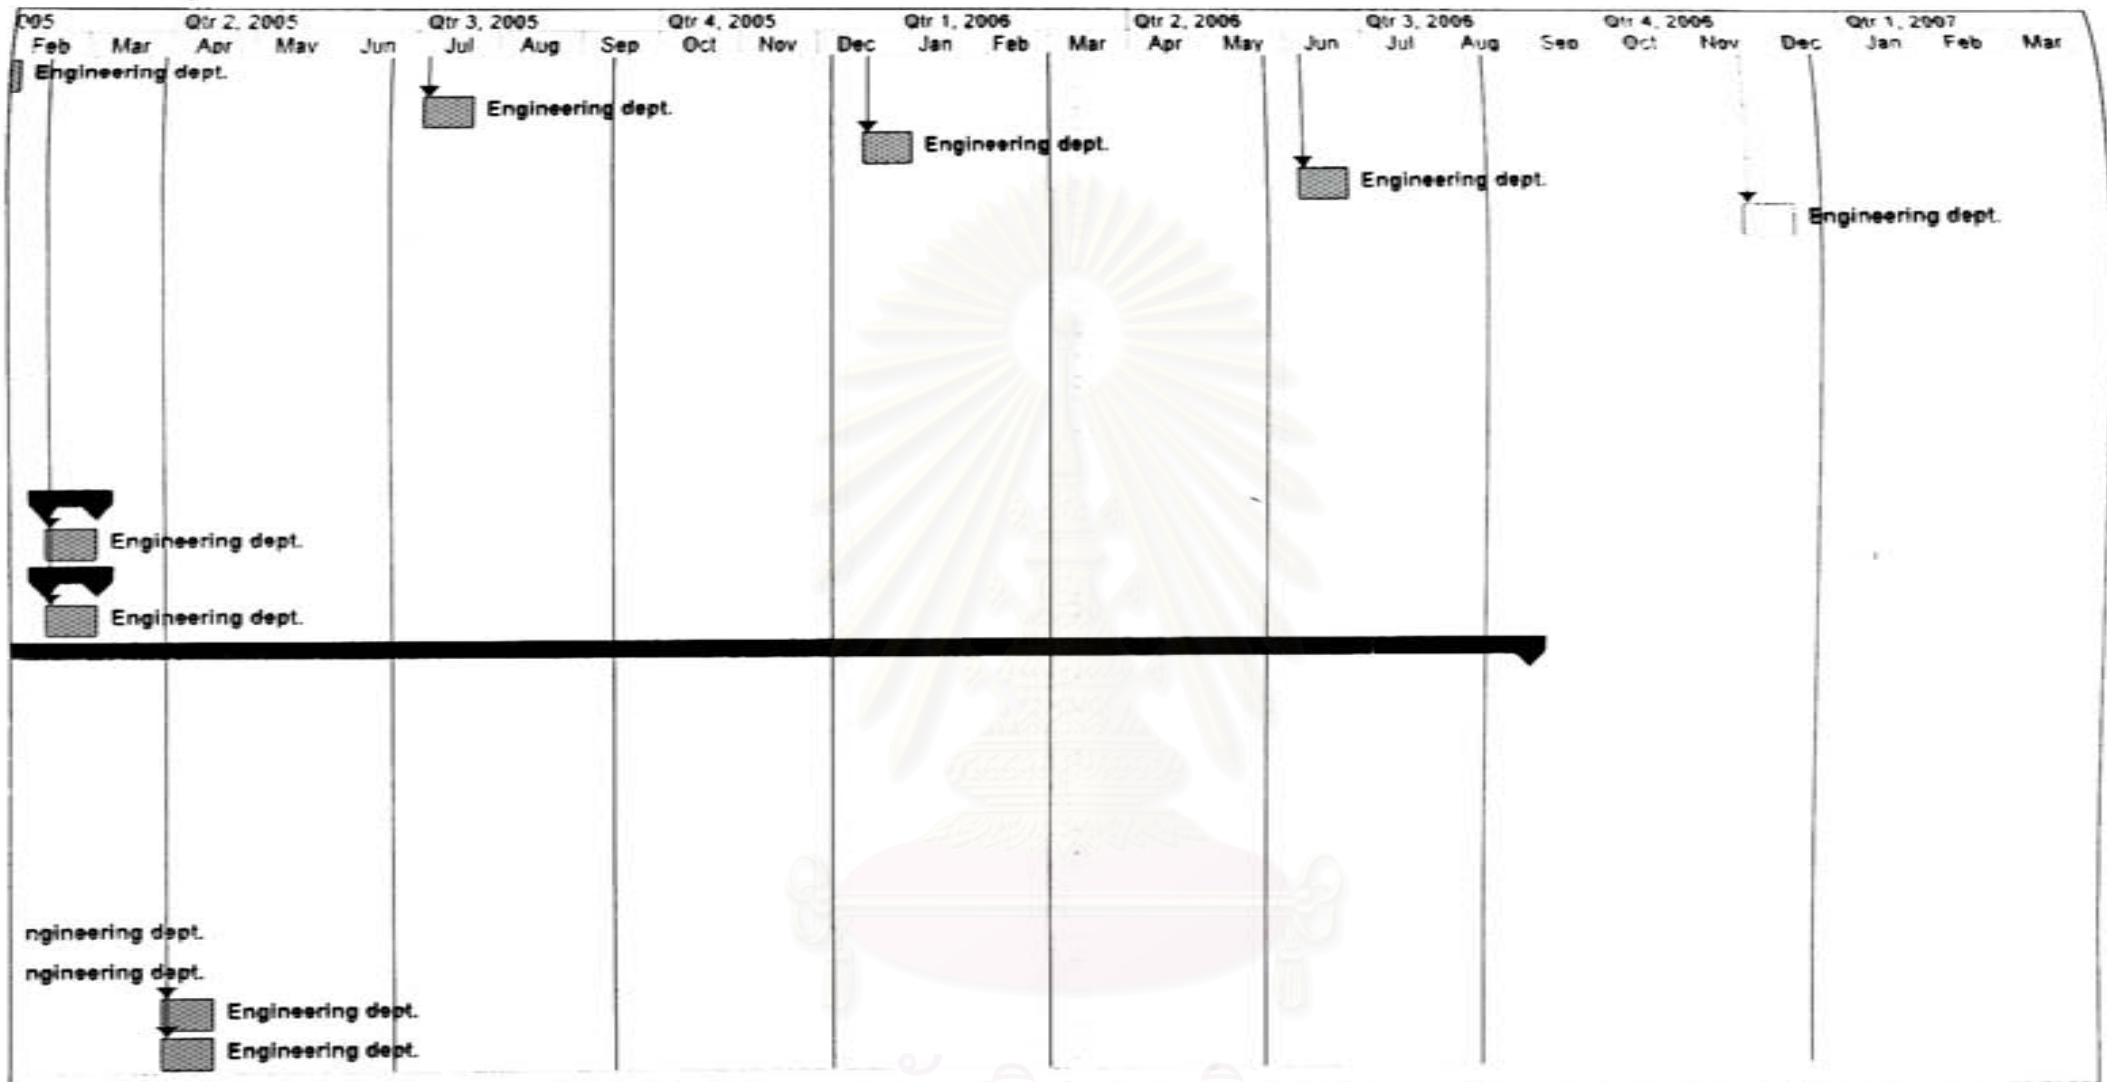 005 Qtr 2, 2005 Qtr 3, 2005 Qtr 4, 2005 Qtr 1, 2006 Qtr 2, 2006 Qtr 3, 2006 Qtr 4, 2006 Qtr 1, 2007
Feb Mar Apr May Jun Jul Aug Sep Oct Nov Dec Jan Feb Mar Apr May Jun Jul Aug Sep Oct Nov Dec Jan Feb Mar
Engineering dept.
Engineering dept.
Engineering dept.
Engineering dept.
Engineering dept.
Engineering dept.
Engineering dept.
ngineering dept.
ngineering dept.
Engineering dept.
Engineering dept.